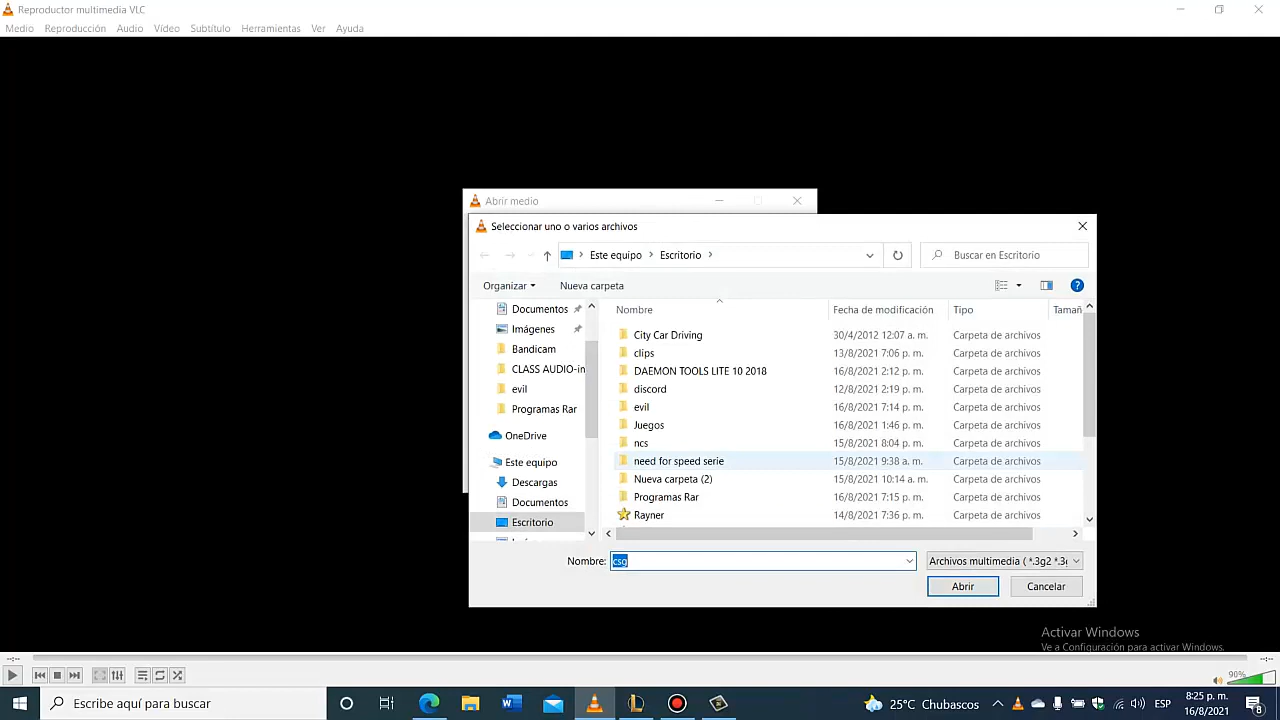 Reproductor multimedia VLC
Medio Reproducción Audio Vídeo Subtítulo Herramientas Ver Ayuda
Abrir medio
Seleccionar uno o varios archivos
Este equipo Escritorio
Buscar en Escritorio
Organizar Nueva carpeta
Documentos
Imágenes
Bandicam
CLASS AUDIO-in
evil
Programas Rar
OneDrive
Este equipo
Descargas
Documentos
Escritorio
Nombre Fecha de modificación Tipo Tamañ
City Car Driving 30/4/2012 12:07 a. m. Carpeta de archivos
clips 13/8/2021 7:06 p. m. Carpeta de archivos
DAEMON TOOLS LITE 10 2018 16/8/2021 2:12 p. m. Carpeta de archivos
discord 12/8/2021 2:19 p. m. Carpeta de archivos
evil 16/8/2021 7:14 p. m. Carpeta de archivos
Juegos 16/8/2021 1:46 p. m. Carpeta de archivos
ncs 15/8/2021 8:04 p. m. Carpeta de archivos
need for speed serie 15/8/2021 9:38 a. m. Carpeta de archivos
Nueva carpeta (2) 15/8/2021 10:14 a. m. Carpeta de archivos
Programas Rar 16/8/2021 7:15 p. m. Carpeta de archivos
Rayner 14/8/2021 7:36 p. m. Carpeta de archivos
Nombre: csg
Archivos multimedia ( *.3g2 *.3g
Abrir Cancelar
Activar Windows
Ve a Configuración para activar Windows.
--:-- --:--
90%
Escribe aquí para buscar
25°C Chubascos
ESP
8:25 p. m.
16/8/2021
8